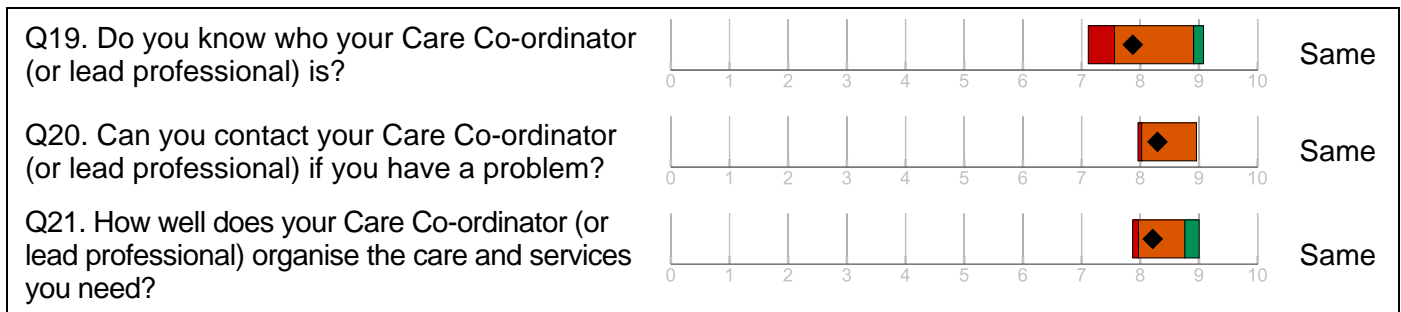 Q19. Do you know who your Care Co-ordinator
(or lead professional) is?
Same
0 1 2 3 4 5 6 7 8 9 10
Q20. Can you contact your Care Co-ordinator
(or lead professional) if you have a problem?
Same
0 1 2 3 4 5 6 7 8 9 10
Q21. How well does your Care Co-ordinator (or
lead professional) organise the care and services
you need?
Same
0 1 2 3 4 5 6 7 8 9 10